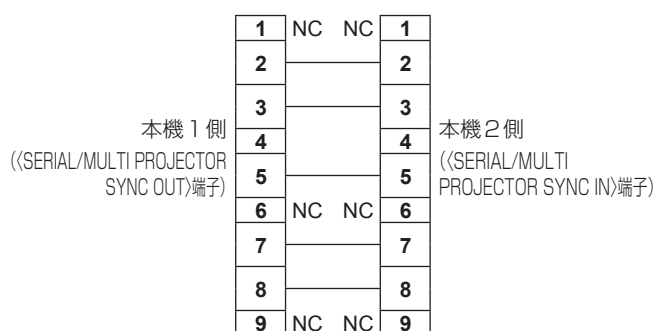 1 NC NC 1
2 2
3 3
4 4
5 5
6 NC NC 6
7 7
8 8
9 NC NC 9
本機1側
(〈SERIAL/MULTI PROJECTOR
SYNC OUT〉端子)
本機2側
(〈SERIAL/MULTI
PROJECTOR SYNC IN〉端子)